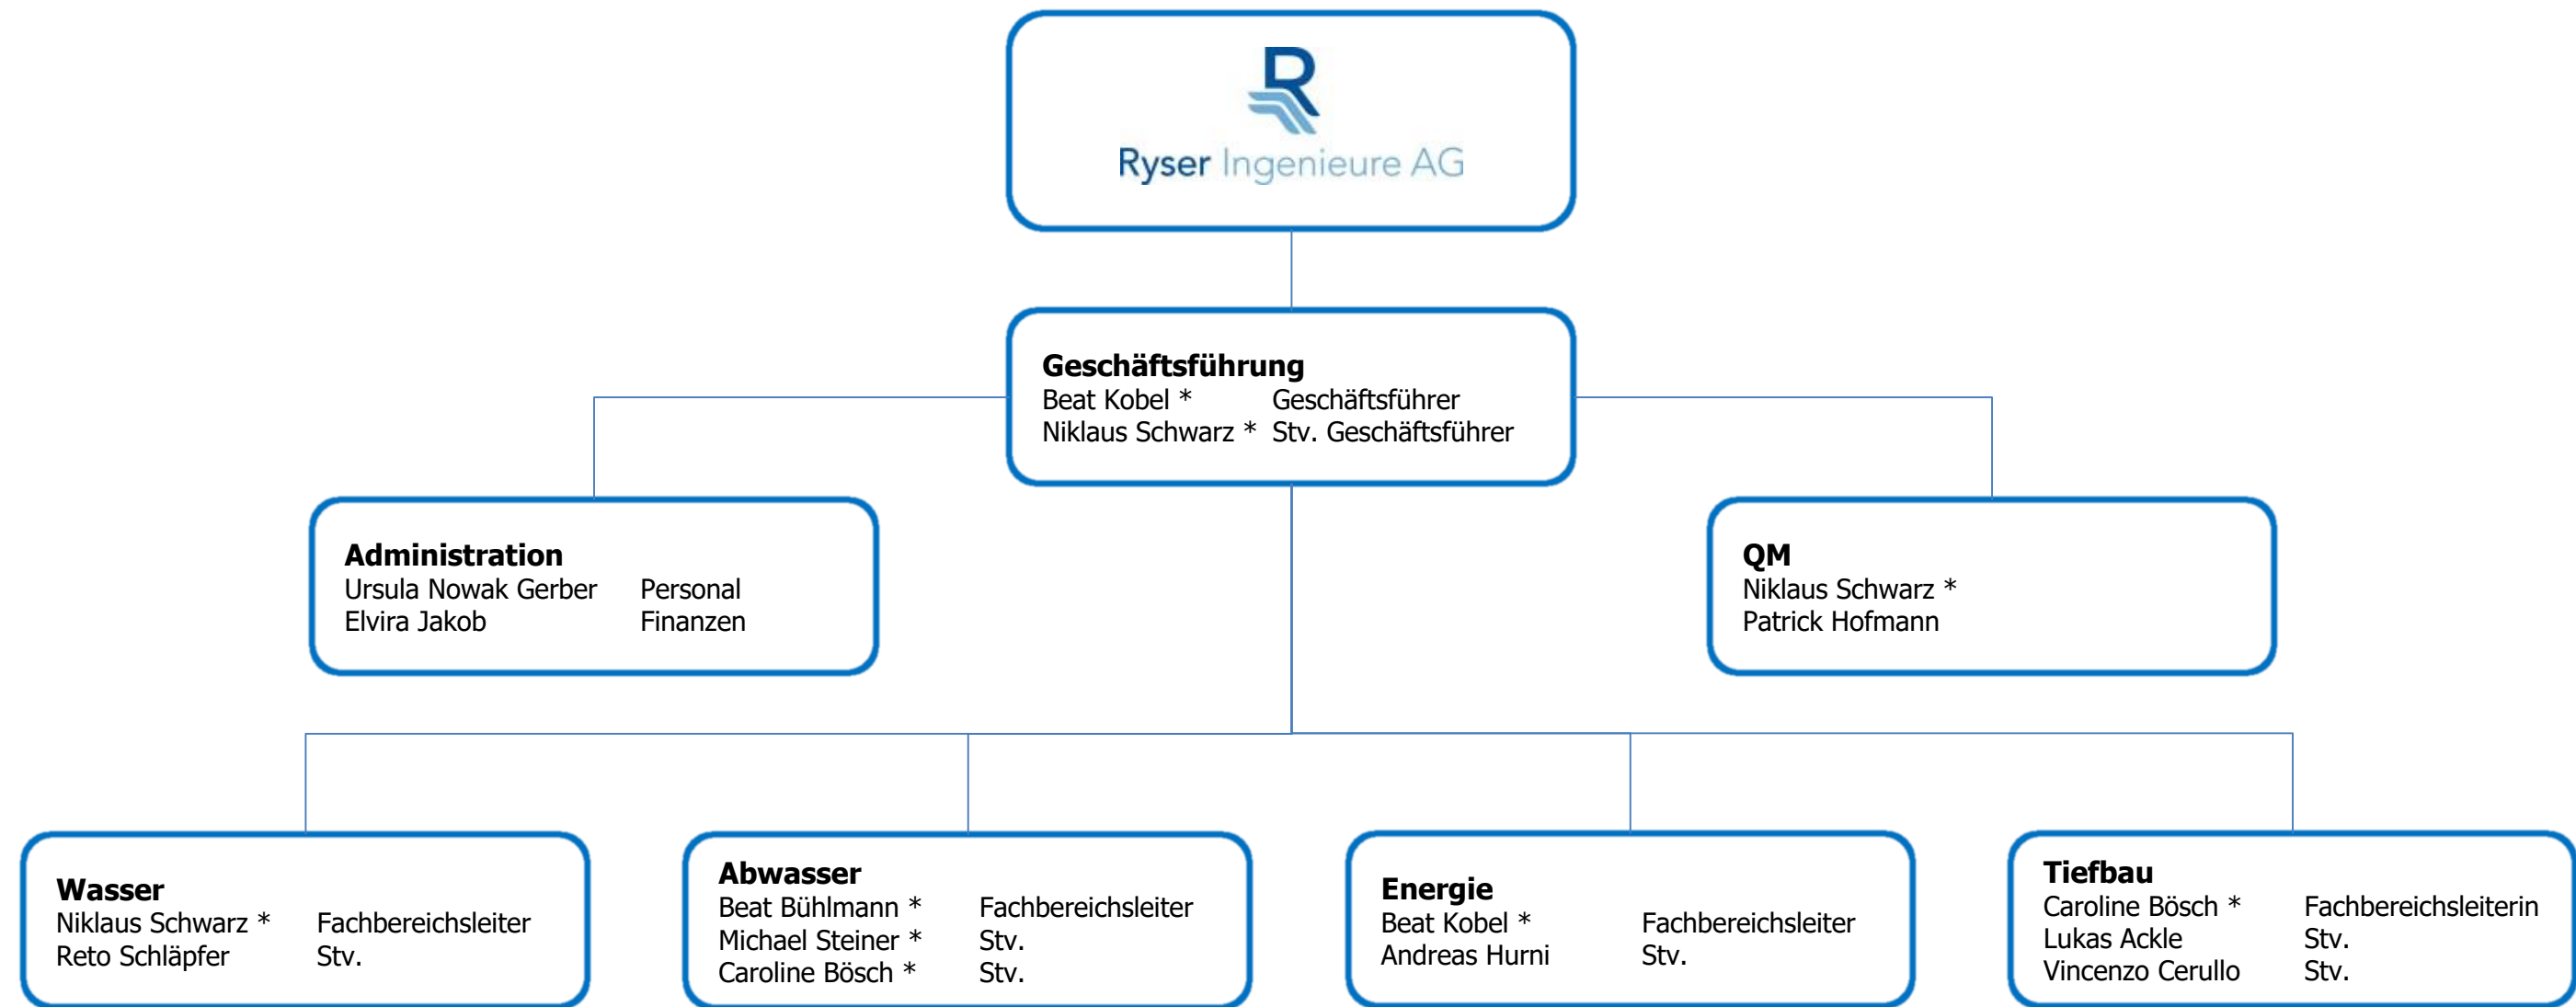 R
Ryser Ingenieure AG
Geschäftsführung
Beat Kobel * Geschäftsführer
Niklaus Schwarz * Stv. Geschäftsführer
Administration
Ursula Nowak Gerber Personal
Elvira Jakob Finanzen
QM
Niklaus Schwarz *
Patrick Hofmann
Wasser
Niklaus Schwarz * Fachbereichsleiter
Reto Schläpfer Stv.
Abwasser
Beat Bühlmann * Fachbereichsleiter
Michael Steiner * Stv.
Caroline Bösch * Stv.
Energie
Beat Kobel * Fachbereichsleiter
Andreas Hurni Stv.
Tiefbau
Caroline Bösch * Fachbereichsleiterin
Lukas Ackle Stv.
Vincenzo Cerullo Stv.